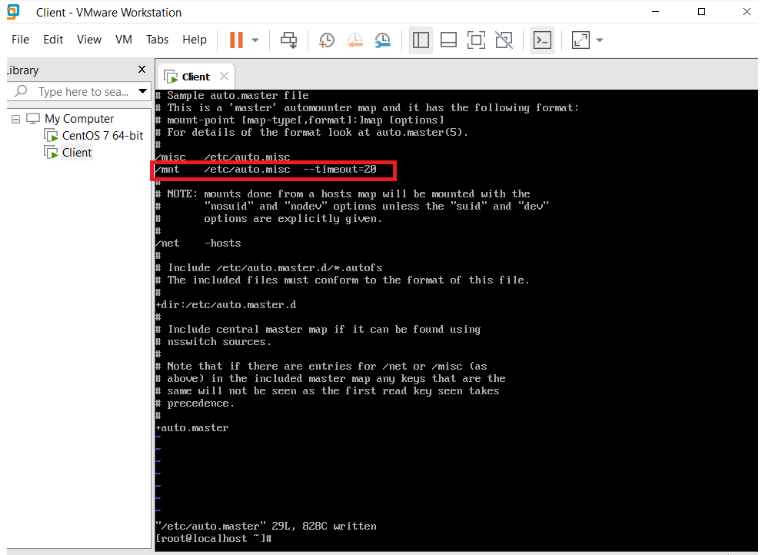 Client - VMware Workstation
File Edit View VM Tabs Help
Library X
Type here to sea...
My Computer
CentOS 7 64-bit
Client
Client
# Sample auto.master file
# This is a 'master' automounter map and it has the following format:
# mount-point [map-type[,format]:]map [options]
# For details of the format look at auto.master(5).
#
/misc /etc/auto.misc
/mnt /etc/auto.misc --timeout=20
#
# NOTE: mounts done from a hosts map will be mounted with the
# "nosuid" and "nodev" options unless the "suid" and "dev"
# options are explicitly given.
#
/net -hosts
#
# Include /etc/auto.master.d/*.autofs
# The included files must conform to the format of this file.
#
+dir:/etc/auto.master.d
#
# Include central master map if it can be found using
# nsswitch sources.
#
# Note that if there are entries for /net or /misc (as
# above) in the included master map any keys that are the
# same will not be seen as the first read key seen takes
# precedence.
#
+auto.master
~
~
~
~
~
~
~
"/etc/auto.master" 29L, 828C written
[root@localhost ~]#